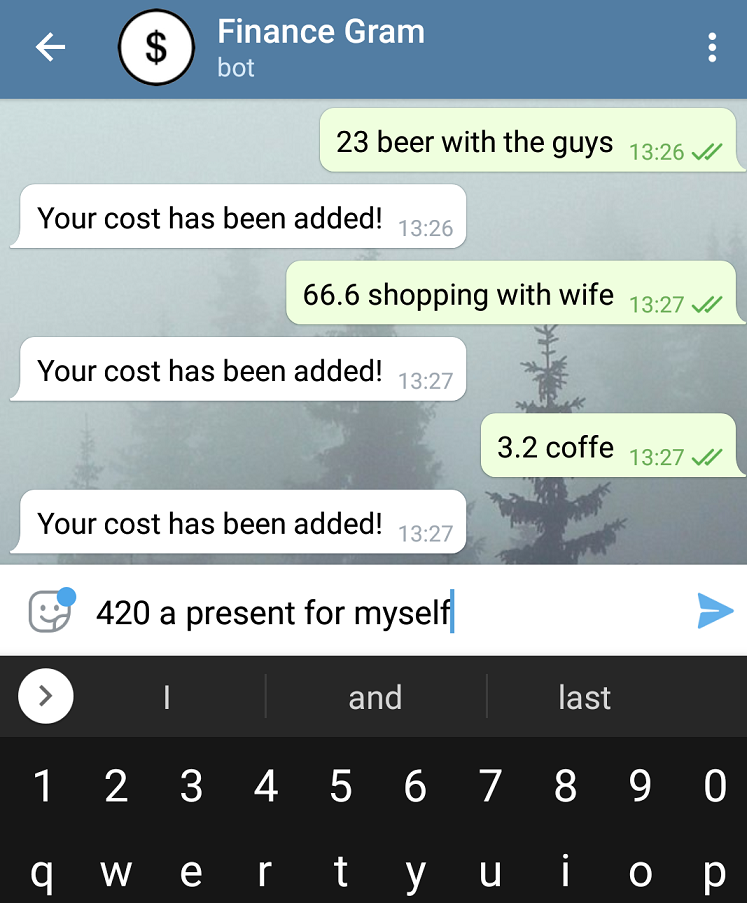 Finance Gram
$
bot
23 beer with the guys 13:26
Your cost has been added! 13:26
66.6 shopping with wife 13:27
Your cost has been added! 13:27
3.2 coffe 13:27
Your cost has been added! 13:27
420 a present for myself
I and last
1 2 3 4 5 6 7 8 9 0
q w e r t y u i o p